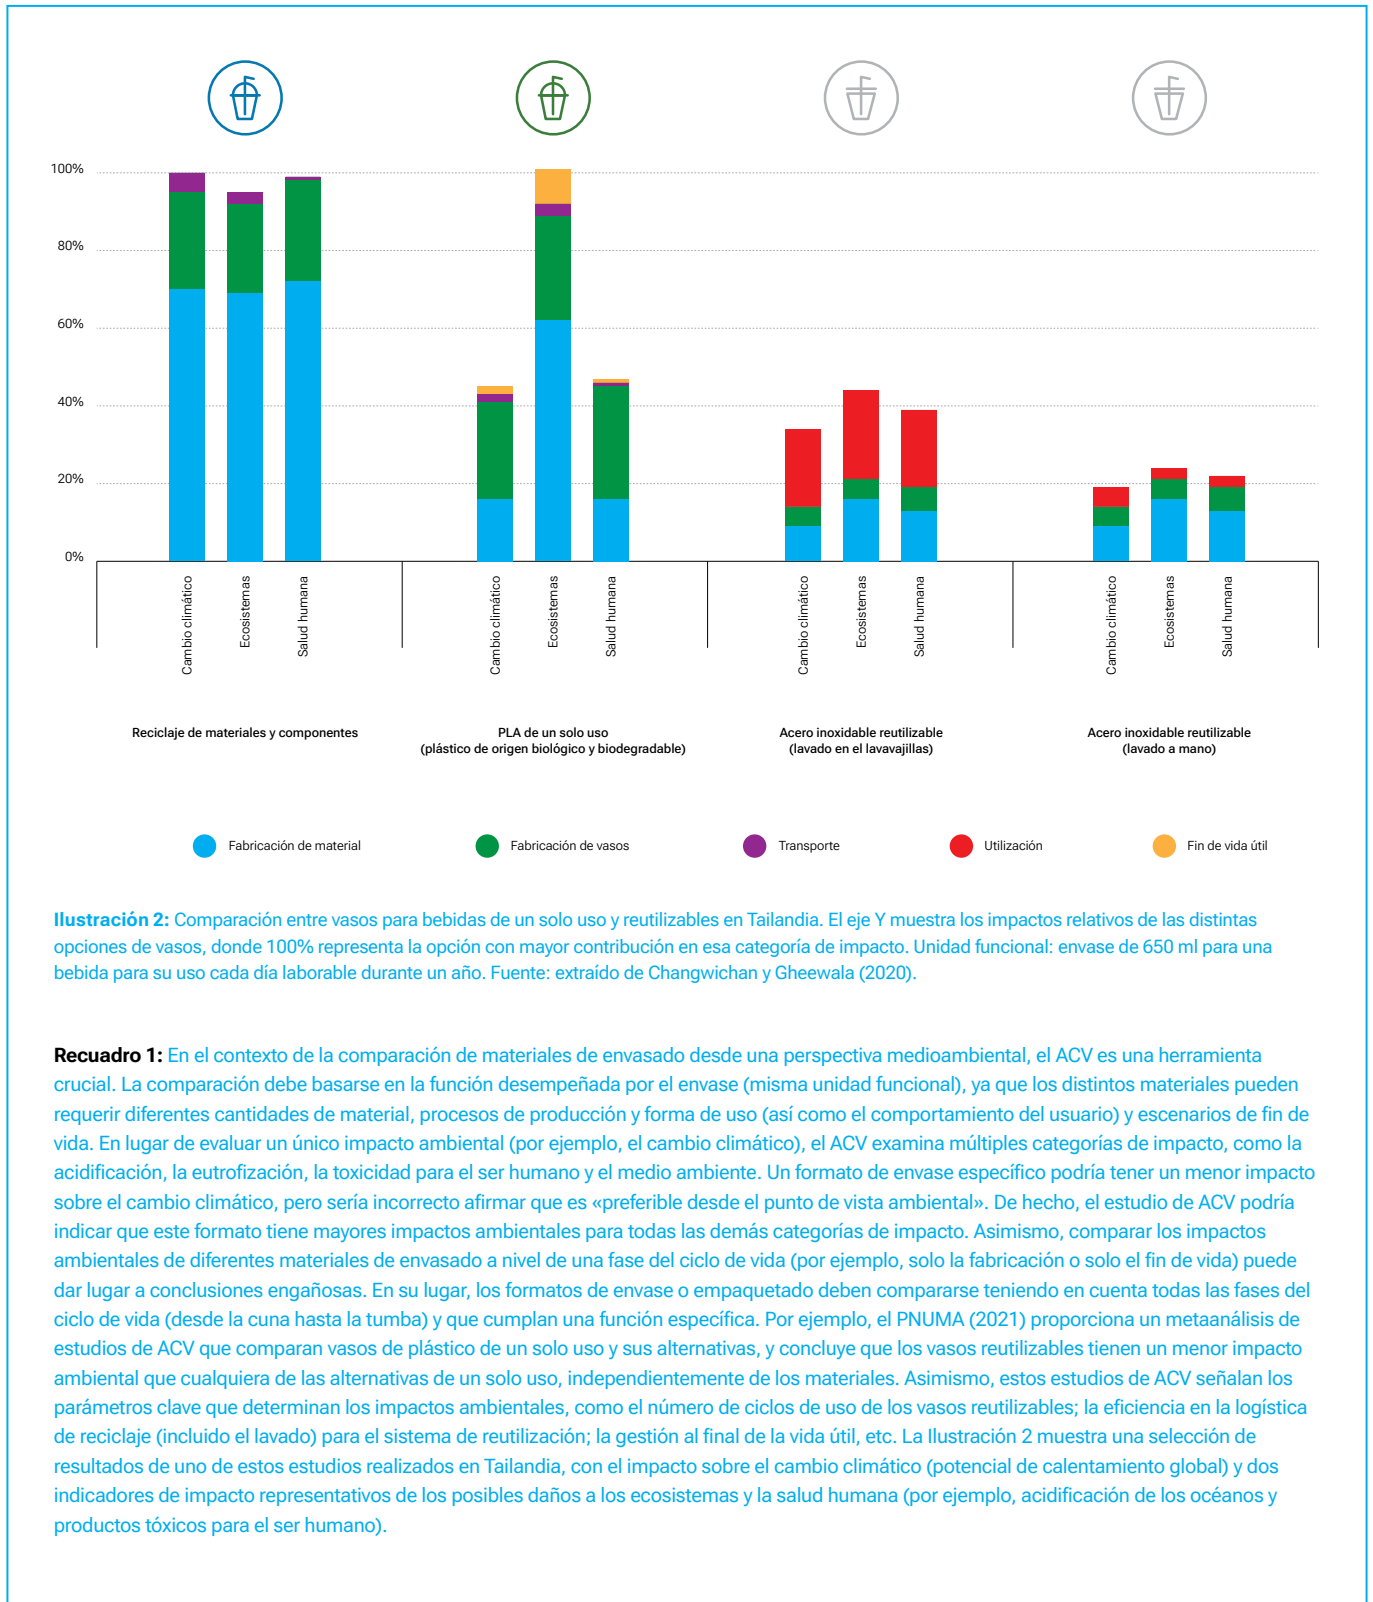 100%
80%
60%
40%
20%
0%
Cambio climático
Ecosistemas
Salud humana
Cambio climático
Ecosistemas
Salud humana
Cambio climático
Ecosistemas
Salud humana
Cambio climático
Ecosistemas
Salud humana
Reciclaje de materiales y componentes
PLA de un solo uso
(plástico de origen biológico y biodegradable)
Acero inoxidable reutilizable
(lavado en el lavavajillas)
Acero inoxidable reutilizable
(lavado a mano)
Fabricación de material
Fabricación de vasos
Transporte
Utilización
Fin de vida útil
Ilustración 2: Comparación entre vasos para bebidas de un solo uso y reutilizables en Tailandia. El eje Y muestra los impactos relativos de las distintas
opciones de vasos, donde 100% representa la opción con mayor contribución en esa categoría de impacto. Unidad funcional: envase de 650 ml para una
bebida para su uso cada día laborable durante un año. Fuente: extraído de Changwichan y Gheewala (2020).
Recuadro 1: En el contexto de la comparación de materiales de envasado desde una perspectiva medioambiental, el ACV es una herramienta
crucial. La comparación debe basarse en la función desempeñada por el envase (misma unidad funcional), ya que los distintos materiales pueden
requerir diferentes cantidades de material, procesos de producción y forma de uso (así como el comportamiento del usuario) y escenarios de fin de
vida. En lugar de evaluar un único impacto ambiental (por ejemplo, el cambio climático), el ACV examina múltiples categorías de impacto, como la
acidificación, la eutrofización, la toxicidad para el ser humano y el medio ambiente. Un formato de envase específico podría tener un menor impacto
sobre el cambio climático, pero sería incorrecto afirmar que es «preferible desde el punto de vista ambiental». De hecho, el estudio de ACV podría
indicar que este formato tiene mayores impactos ambientales para todas las demás categorías de impacto. Asimismo, comparar los impactos
ambientales de diferentes materiales de envasado a nivel de una fase del ciclo de vida (por ejemplo, solo la fabricación o solo el fin de vida) puede
dar lugar a conclusiones engañosas. En su lugar, los formatos de envase o empaquetado deben compararse teniendo en cuenta todas las fases del
ciclo de vida (desde la cuna hasta la tumba) y que cumplan una función específica. Por ejemplo, el PNUMA (2021) proporciona un metaanálisis de
estudios de ACV que comparan vasos de plástico de un solo uso y sus alternativas, y concluye que los vasos reutilizables tienen un menor impacto
ambiental que cualquiera de las alternativas de un solo uso, independientemente de los materiales. Asimismo, estos estudios de ACV señalan los
parámetros clave que determinan los impactos ambientales, como el número de ciclos de uso de los vasos reutilizables; la eficiencia en la logística
de reciclaje (incluido el lavado) para el sistema de reutilización; la gestión al final de la vida útil, etc. La Ilustración 2 muestra una selección de
resultados de uno de estos estudios realizados en Tailandia, con el impacto sobre el cambio climático (potencial de calentamiento global) y dos
indicadores de impacto representativos de los posibles daños a los ecosistemas y la salud humana (por ejemplo, acidificación de los océanos y
productos tóxicos para el ser humano).